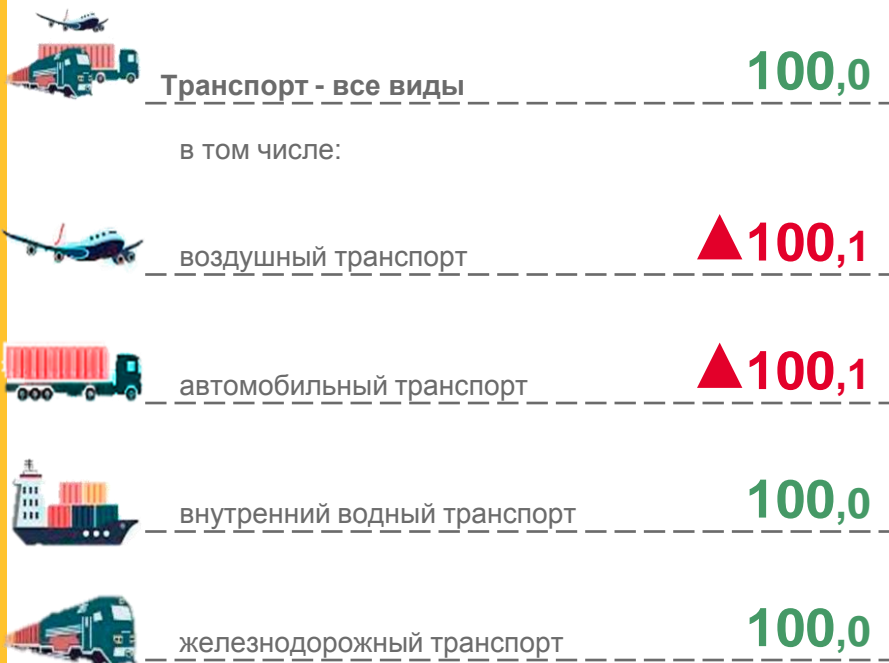 Транспорт - все виды 100,0
в том числе:
воздушный транспорт ▲100,1
автомобильный транспорт ▲100,1
внутренний водный транспорт 100,0
железнодорожный транспорт 100,0